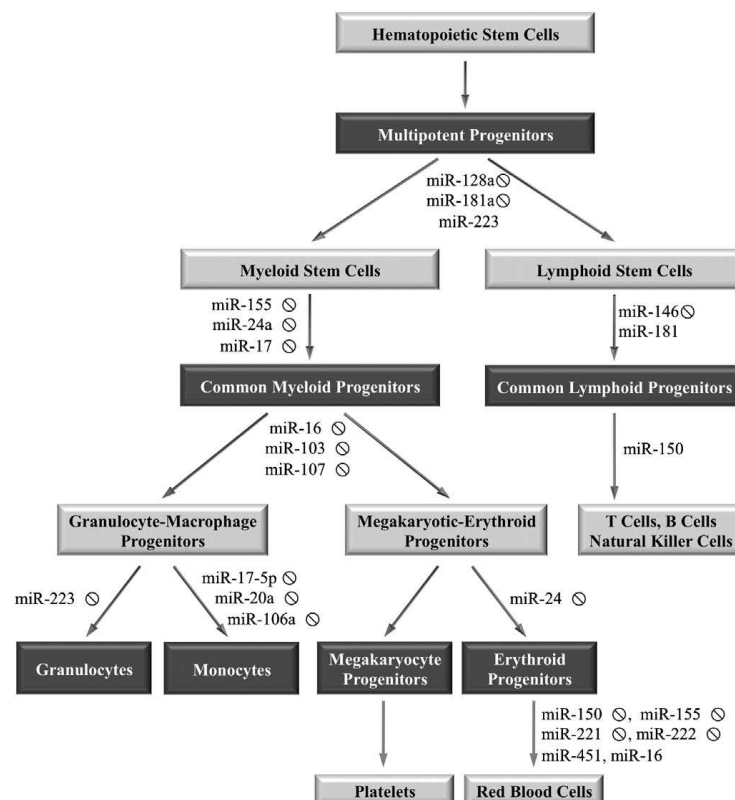 Hematopoietic Stem Cells
Multipotent Progenitors
miR-128a🛇
miR-181a🛇
miR-223
Myeloid Stem Cells
Lymphoid Stem Cells
miR-155 🛇
miR-24a 🛇
miR-17 🛇
miR-146🛇
miR-181
Common Myeloid Progenitors
Common Lymphoid Progenitors
miR-16 🛇
miR-103 🛇
miR-107 🛇
miR-150
Granulocyte-Macrophage
Progenitors
Megakaryotic-Erythroid
Progenitors
T Cells, B Cells
Natural Killer Cells
miR-223 🛇
miR-17-5p 🛇
miR-20a 🛇
miR-106a 🛇
miR-24 🛇
Granulocytes
Monocytes
Megakaryocyte
Progenitors
Erythroid
Progenitors
miR-150 🛇, miR-155 🛇
miR-221 🛇, miR-222 🛇
miR-451, miR-16
Platelets
Red Blood Cells